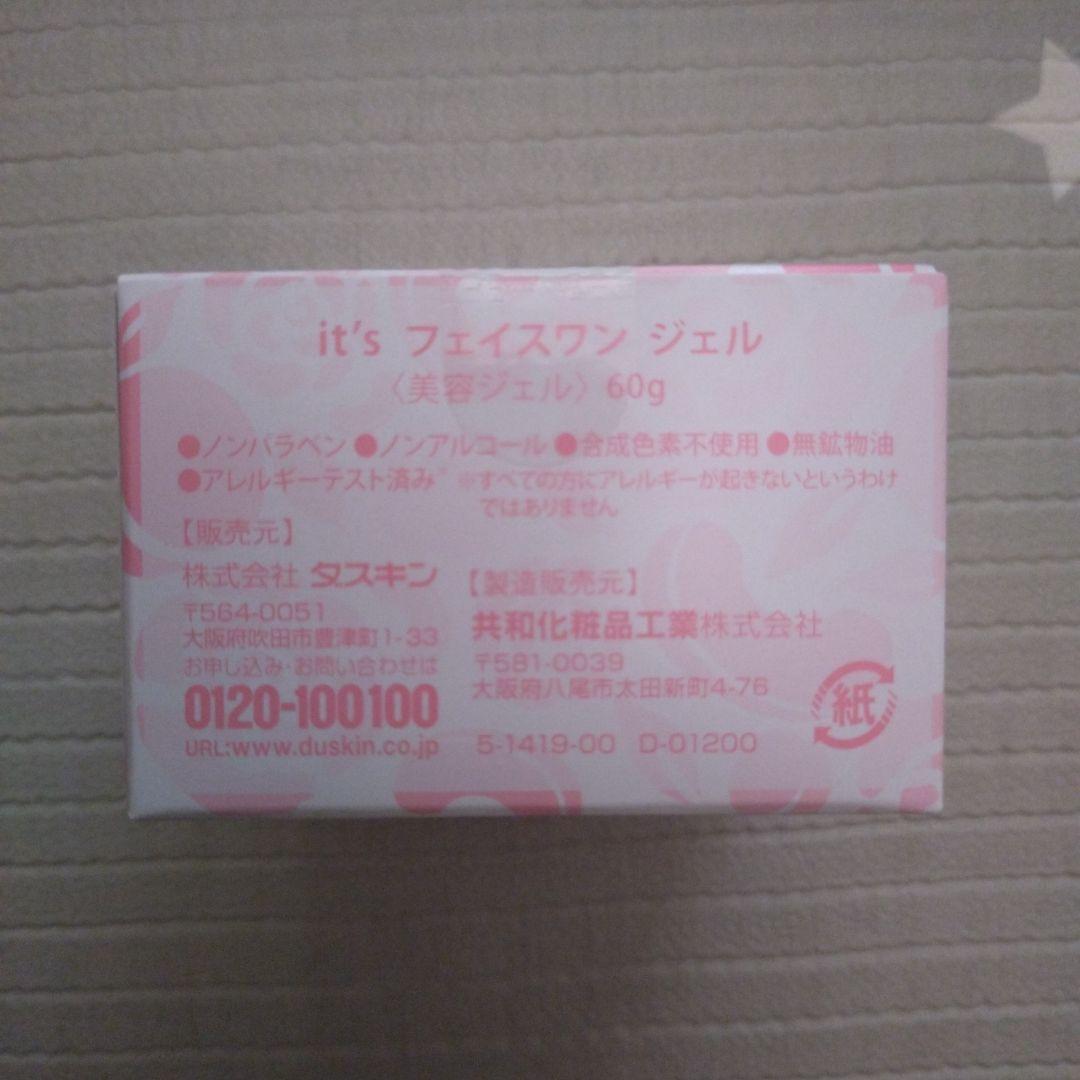 it's フェイスワン ジェル
〈美容ジェル〉60g
●ノンパラベン ●ノンアルコール ●合成色素不使用 ●無鉱物油
●アレルギーテスト済み ※すべての方にアレルギーが起きないというわけ
ではありません
【販売元】
株式会社 ダスキン
〒564-0051
大阪府吹田市豊津町1-33
お申し込み・お問い合わせは
0120-100100
URL:www.duskin.co.jp
【製造販売元】
共和化粧品工業株式会社
〒581-0039
大阪府八尾市太田新町4-76
5-1419-00 D-01200
紙